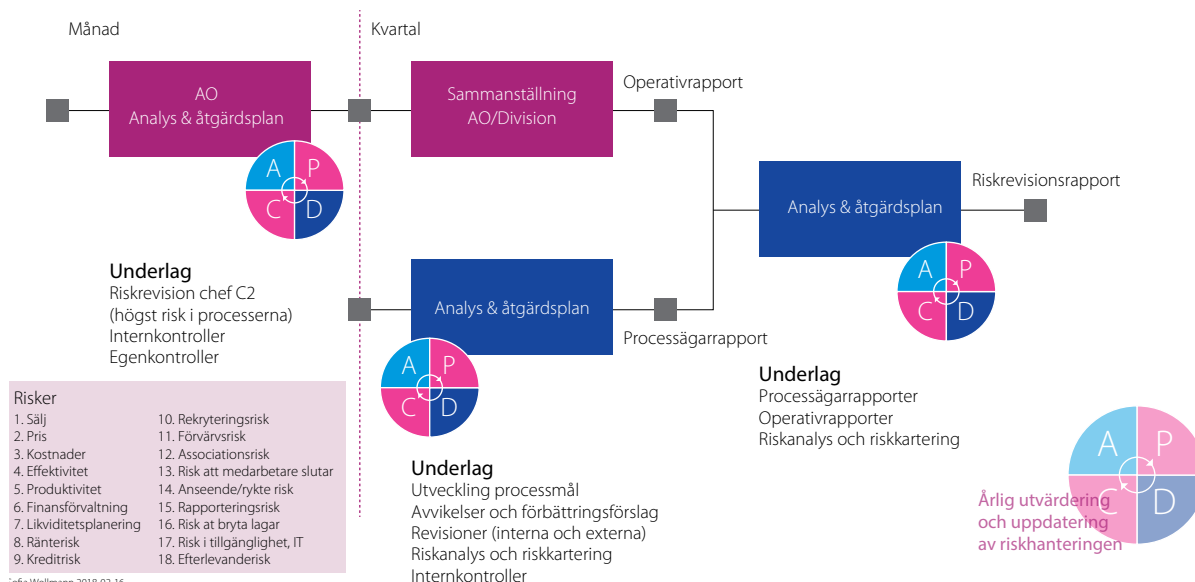 Månad
Kvartal
AO
Analys & åtgärdsplan
Sammanställning
AO/Division
Operativrapport
A P
C D
Underlag
Riskrevision chef C2
(högst risk i processerna)
Internkontroller
Egenkontroller
Analys & åtgärdsplan
Processägarrapport
A P
C D
Underlag
Utveckling processmål
Avvikelser och förbättringsförslag
Revisioner (interna och externa)
Riskanalys och riskkartering
Internkontroller
Analys & åtgärdsplan
Riskrevisionsrapport
A P
C D
Underlag
Processägarrapporter
Operativrapporter
Riskanalys och riskkartering
Risker
1. Sälj
2. Pris
3. Kostnader
4. Effektivitet
5. Produktivitet
6. Finansförvaltning
7. Likviditetsplanering
8. Ränterisk
9. Kreditrisk
10. Rekryteringsrisk
11. Förvärvsrisk
12. Associationsrisk
13. Risk att medarbetare slutar
14. Anseende/rykte risk
15. Rapporteringsrisk
16. Risk at bryta lagar
17. Risk i tillgänglighet, IT
18. Efterlevanderisk
A P
C D
Årlig utvärdering
och uppdatering
av riskhanteringen
Wollmann 2018-02-16